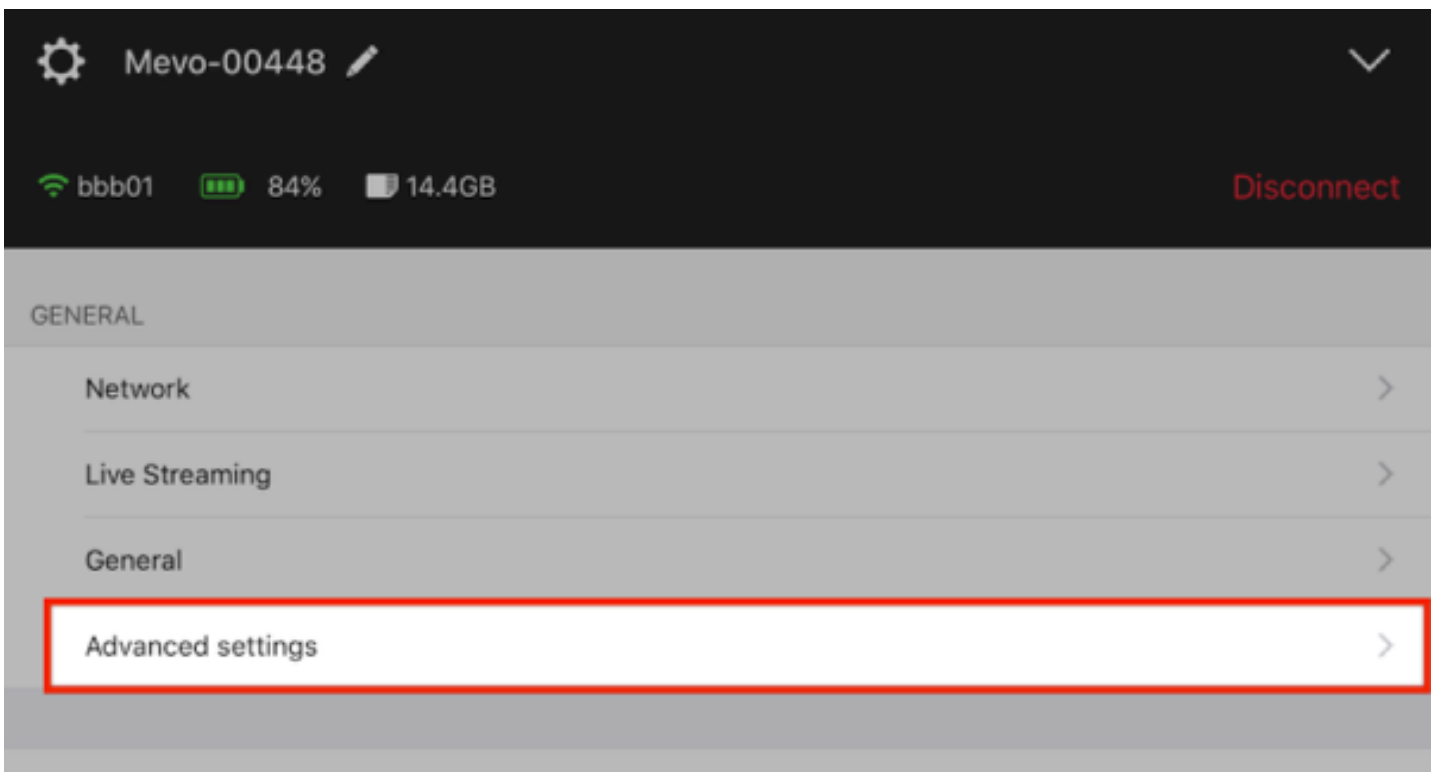 Mevo-00448
bbb01 84% 14.4GB Disconnect
GENERAL
Network
Live Streaming
General
Advanced settings